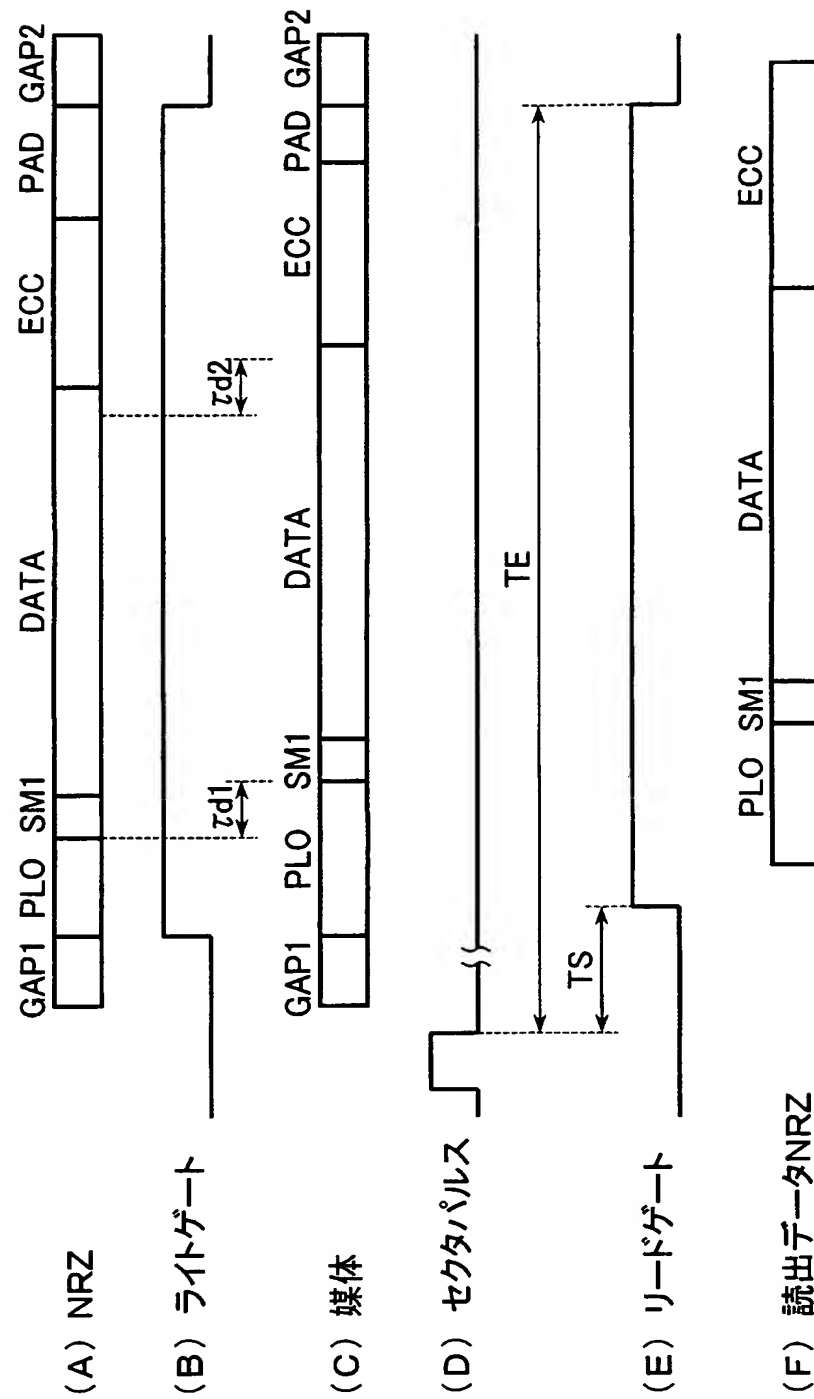 (A) NRZ
GAP1 PLO SM1 DATA ECC PAD GAP2
(B) ライトゲート
τd1 τd2
(C) 媒体
GAP1 PLO SM1 DATA ECC PAD GAP2
(D) セクタパルス
TE
TS
(E) リードゲート
(F) 読出データNRZ
PLO SM1 DATA ECC